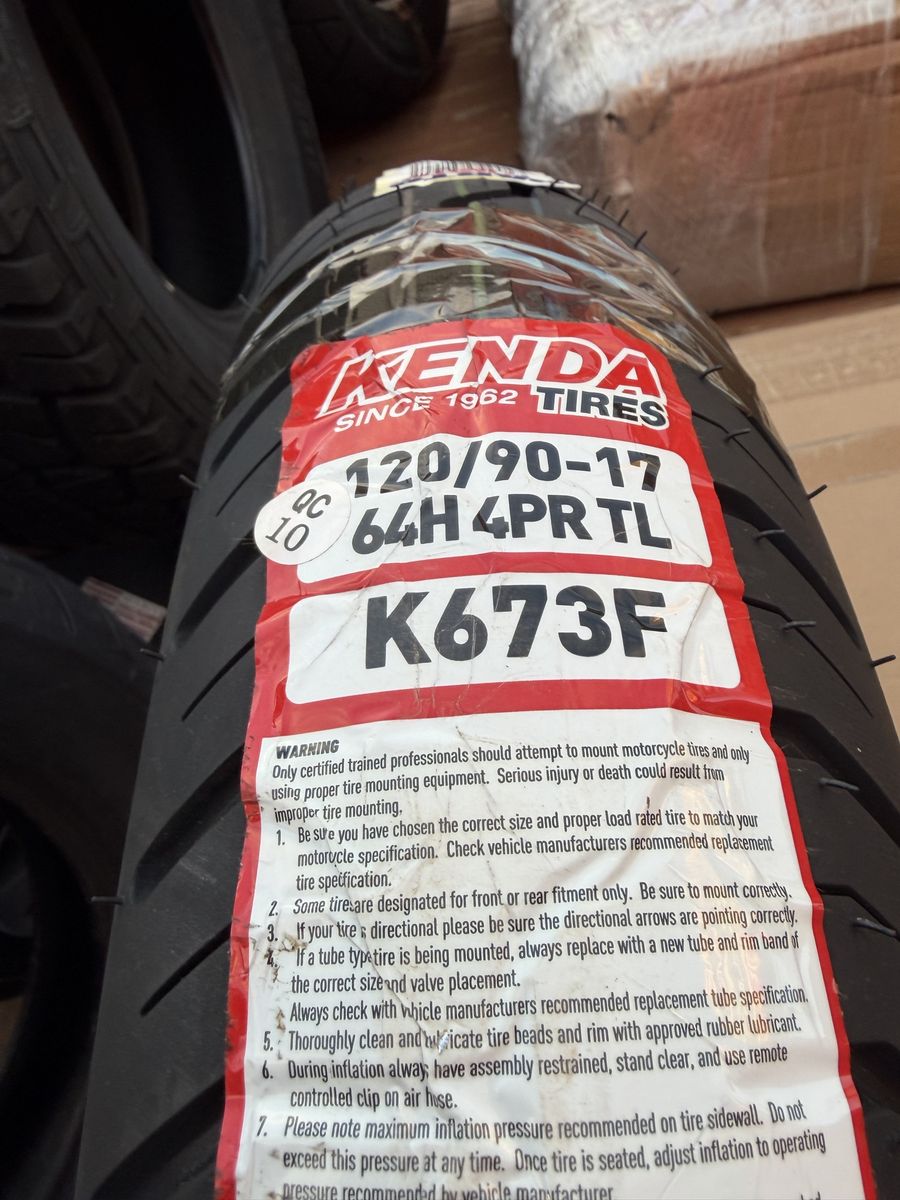 KENDA
SINCE 1962 TIRES
120/90-17
64H 4PR TL
QC
10
K673F
WARNING
Only certified trained professionals should attempt to mount motorcycle tires and only
using proper tire mounting equipment. Serious injury or death could result from
improper tire mounting.
1. Be sure you have chosen the correct size and proper load rated tire to match your
motorcycle specification. Check vehicle manufacturers recommended replacement
tire specification.
2. Some tires are designated for front or rear fitment only. Be sure to mount correctly.
3. If your tire is directional please be sure the directional arrows are pointing correctly.
4. If a tube type tire is being mounted, always replace with a new tube and rim band of
the correct size and valve placement.
Always check with vehicle manufacturers recommended replacement tube specification.
5. Thoroughly clean and lubricate tire beads and rim with approved rubber lubricant.
6. During inflation always have assembly restrained, stand clear, and use remote
controlled clip on air hose.
7. Please note maximum inflation pressure recommended on tire sidewall. Do not
exceed this pressure at any time. Once tire is seated, adjust inflation to operating
pressure recommended by vehicle manufacturer.